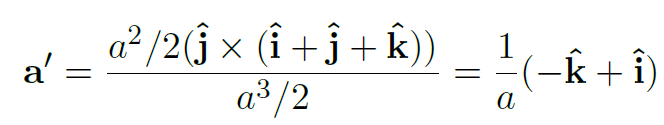 𝐚′ = a²/2(𝐣̂ × (𝐢̂ + 𝐣̂ + 𝐤̂)) / a³/2 = 1/a (−𝐤̂ + 𝐢̂)